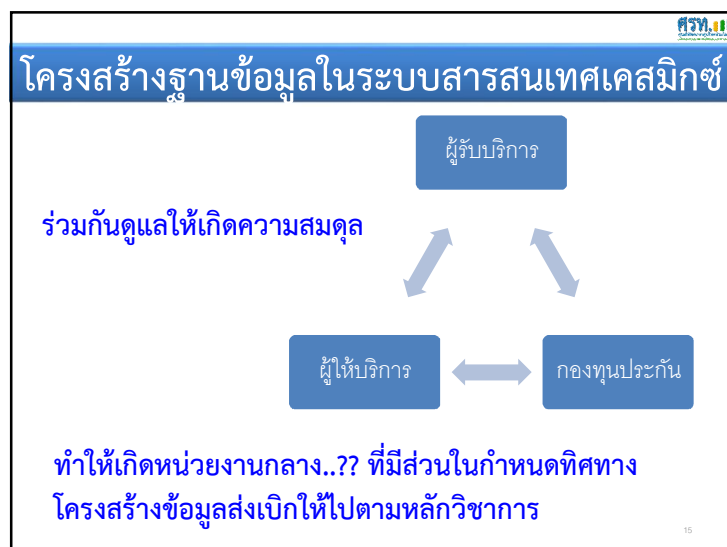 ศรท.
โครงสร้างฐานข้อมูลในระบบสารสนเทศเคสมิกซ์
ผู้รับบริการ
ร่วมกันดูแลให้เกิดความสมดุล
ผู้ให้บริการ
กองทุนประกัน
ทำให้เกิดหน่วยงานกลาง..?? ที่มีส่วนในกำหนดทิศทาง
โครงสร้างข้อมูลส่งเบิกให้ไปตามหลักวิชาการ
15